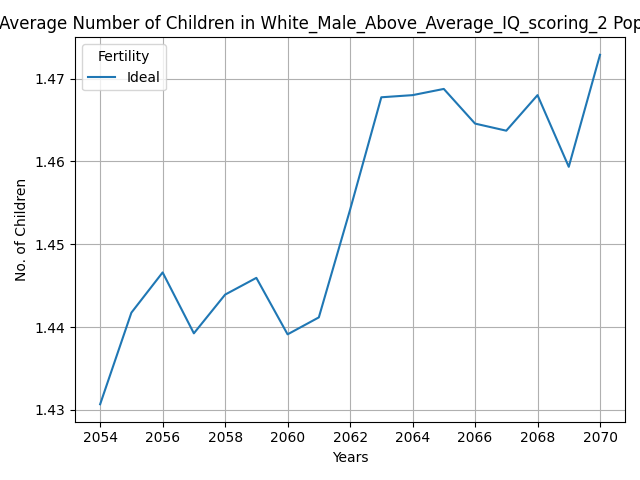 Average Number of Children in White_Male_Above_Average_IQ_scoring_2 Pop
Fertility
Ideal
1.47
1.46
1.45
1.44
1.43
No. of Children
2054 2056 2058 2060 2062 2064 2066 2068 2070
Years